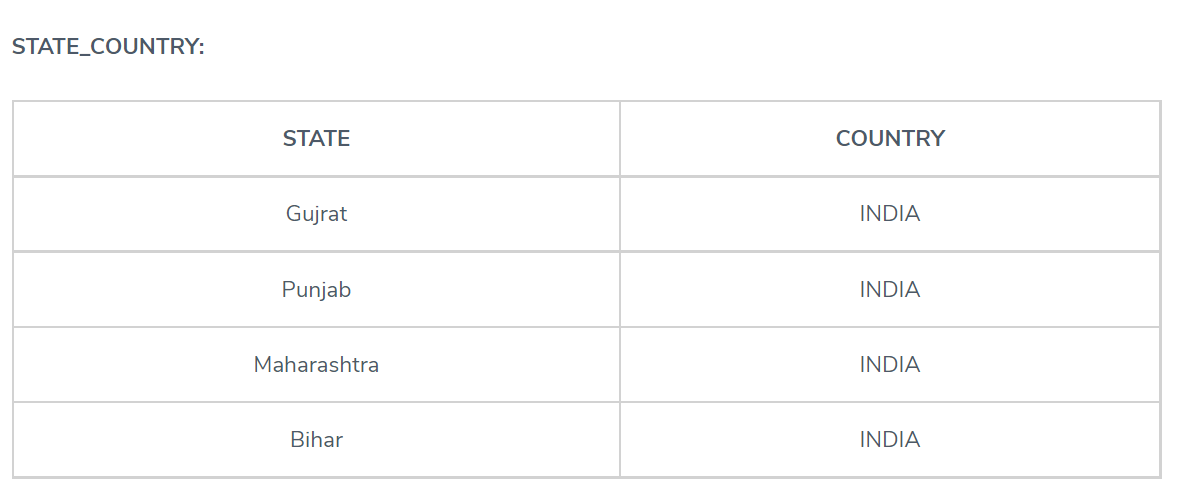 STATE_COUNTRY:
STATE COUNTRY
Gujrat INDIA
Punjab INDIA
Maharashtra INDIA
Bihar INDIA